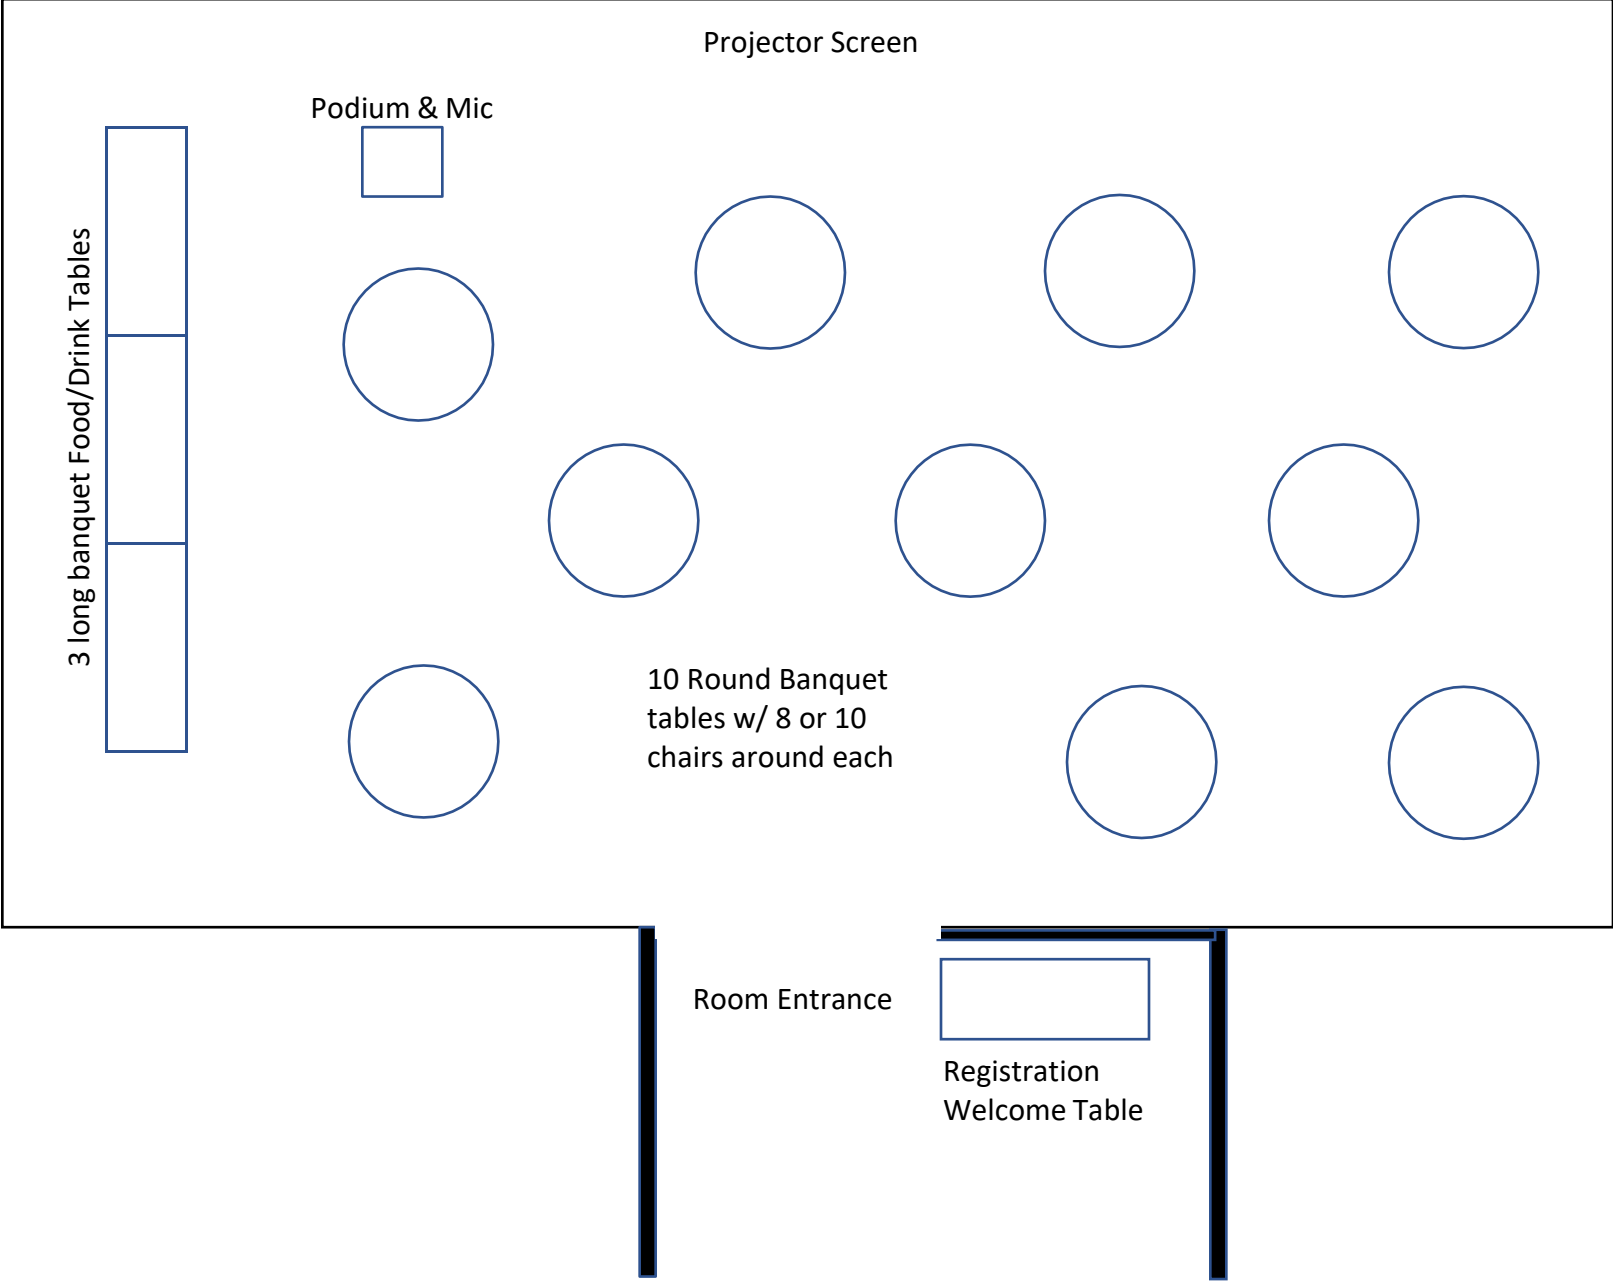 Projector Screen
Podium & Mic
3 long banquet Food/Drink Tables
10 Round Banquet
tables w/ 8 or 10
chairs around each
Room Entrance
Registration
Welcome Table